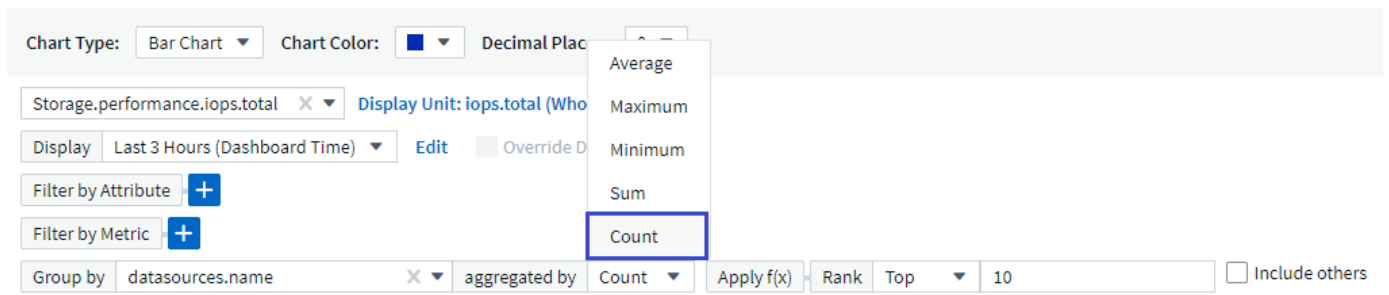 Chart Type: Bar Chart Chart Color: Decimal Plac
Average
Storage.performance.iops.total Display Unit: iops.total (Who
Maximum
Display Last 3 Hours (Dashboard Time) Edit Override D
Minimum
Filter by Attribute +
Sum
Filter by Metric +
Count
Group by datasources.name aggregated by Count Apply f(x) Rank Top 10 Include others